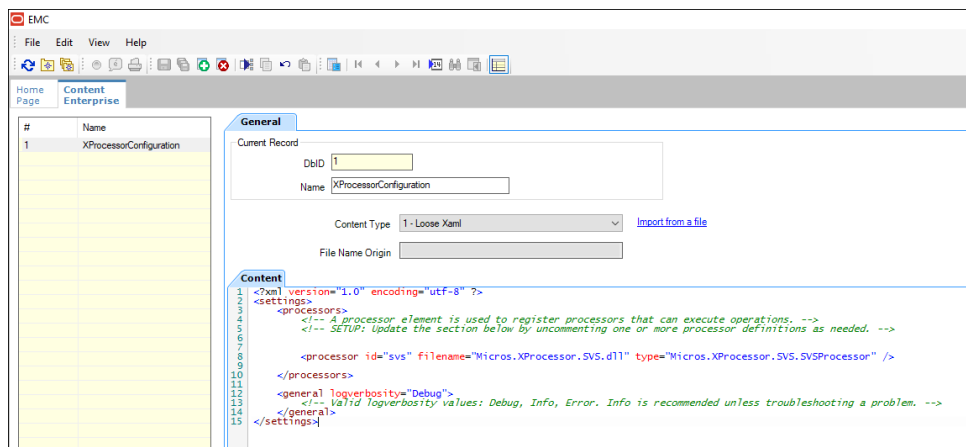 EMC
File Edit View Help
Home Page
Content Enterprise
# Name
1 XProcessorConfiguration
General
Current Record
DbID 1
Name XProcessorConfiguration
Content Type 1 - Loose Xaml Import from a file
File Name Origin
Content
1 <?xml version="1.0" encoding="utf-8" ?>
2 <settings>
3 <processors>
4 <!-- A processor element is used to register processors that can execute operations. -->
5 <!-- SETUP: Update the section below by uncommenting one or more processor definitions as needed. -->
6
7
8 <processor id="svs" filename="Micros.XProcessor.SVS.dll" type="Micros.XProcessor.SVS.SVSProcessor" />
9
10 </processors>
11
12 <general logverbosity="Debug">
13 <!-- Valid logverbosity values: Debug, Info, Error. Info is recommended unless troubleshooting a problem. -->
14 </general>
15 </settings>